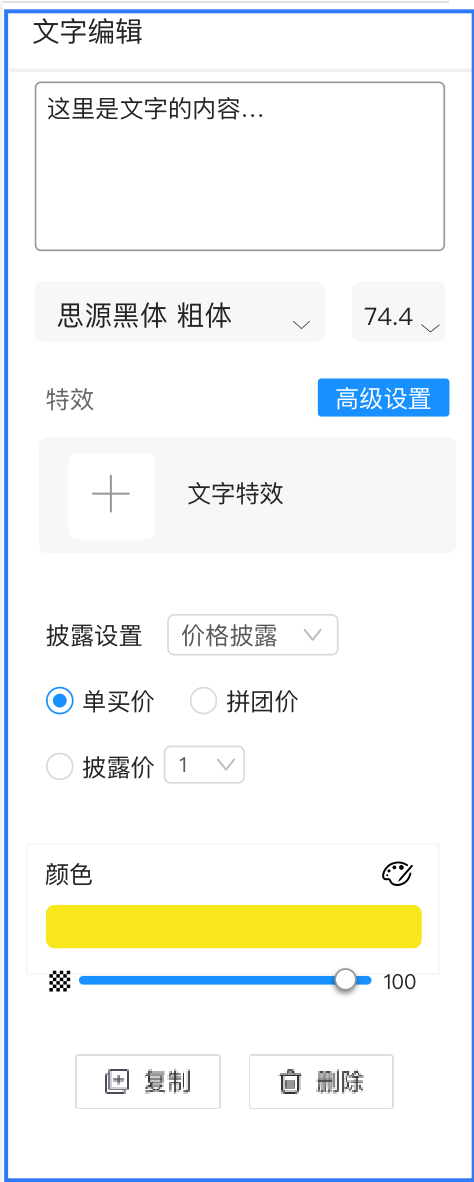 文字编辑
这里是文字的内容...
思源黑体 粗体 74.4
特效 高级设置
文字特效
披露设置 价格披露
单买价 拼团价
披露价 1
颜色
100
复制 删除